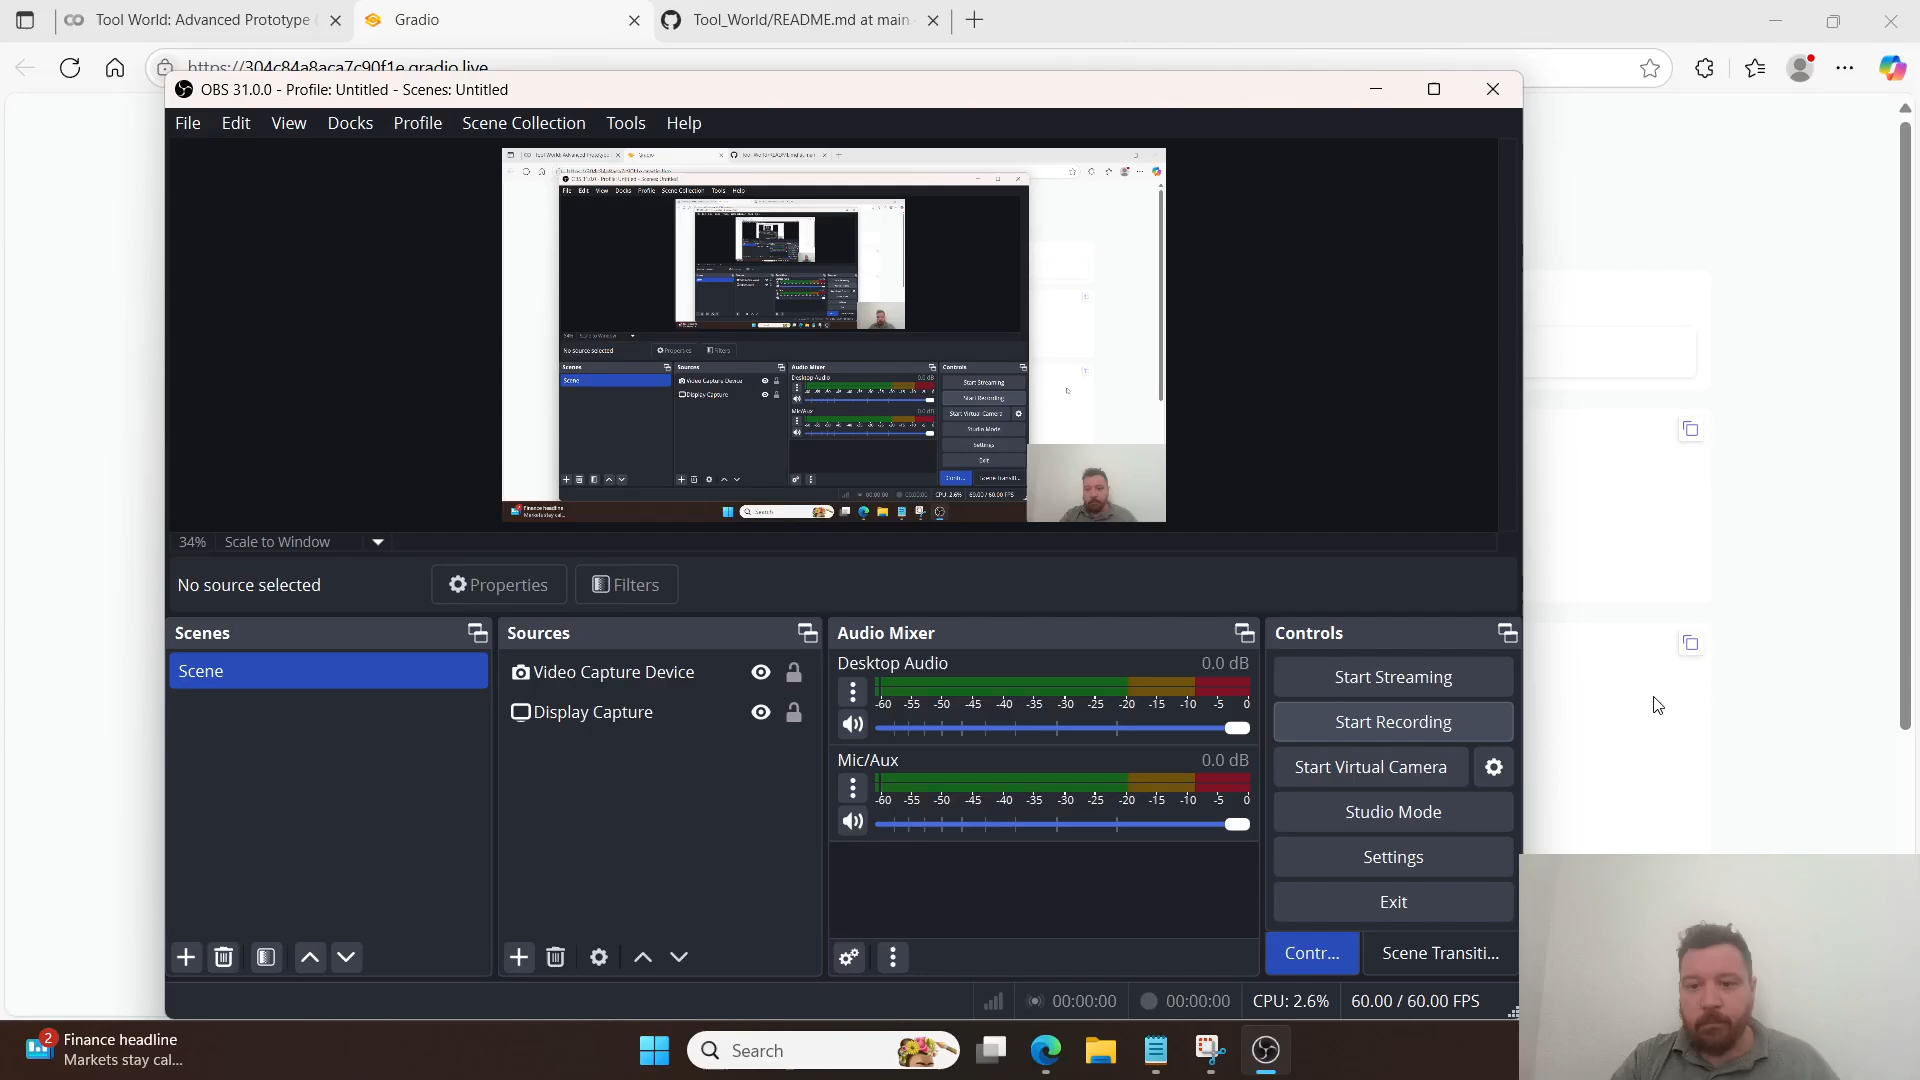 Tool World: Advanced Prototype (
Gradio
Tool_World/README.md at main
https://304c84a8aca7c90f1e.gradio.live
OBS 31.0.0 - Profile: Untitled - Scenes: Untitled
File Edit View Docks Profile Scene Collection Tools Help
34% Scale to Window
No source selected Properties Filters
Scenes
Scene
Sources
Video Capture Device
Display Capture
Audio Mixer
Desktop Audio 0.0 dB
-60 -55 -50 -45 -40 -35 -30 -25 -20 -15 -10 -5 0
Mic/Aux 0.0 dB
-60 -55 -50 -45 -40 -35 -30 -25 -20 -15 -10 -5 0
Controls
Start Streaming
Start Recording
Start Virtual Camera
Studio Mode
Settings
Exit
Contr... Scene Transiti...
00:00:00 00:00:00 CPU: 2.6% 60.00 / 60.00 FPS
2
Finance headline
Markets stay cal...
Search